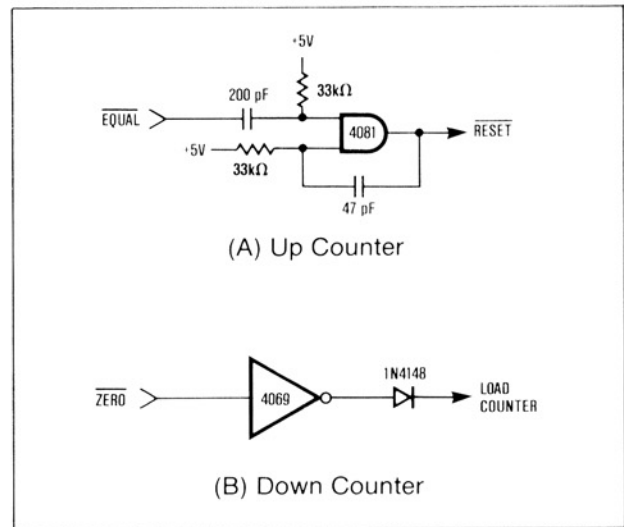 +5V
200 pF
33kΩ
EQUAL
4081
RESET
+5V
33kΩ
47 pF
(A) Up Counter
1N4148
ZERO
4069
LOAD
COUNTER
(B) Down Counter